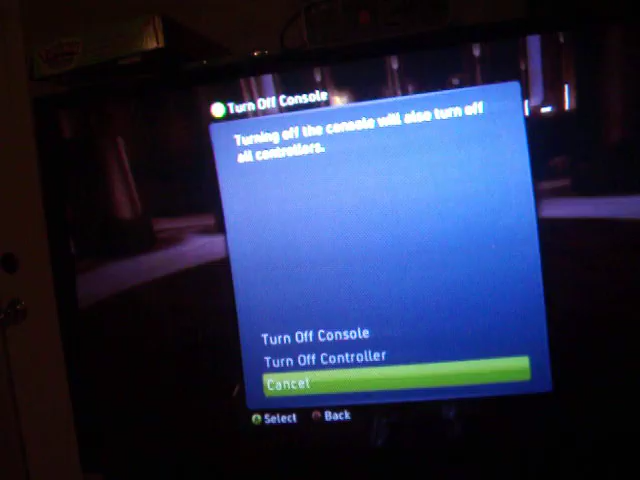 Turn Off Console
Turning off the console will also turn off
all controllers.
Turn Off Console
Turn Off Controller
Cancel
A Select B Back